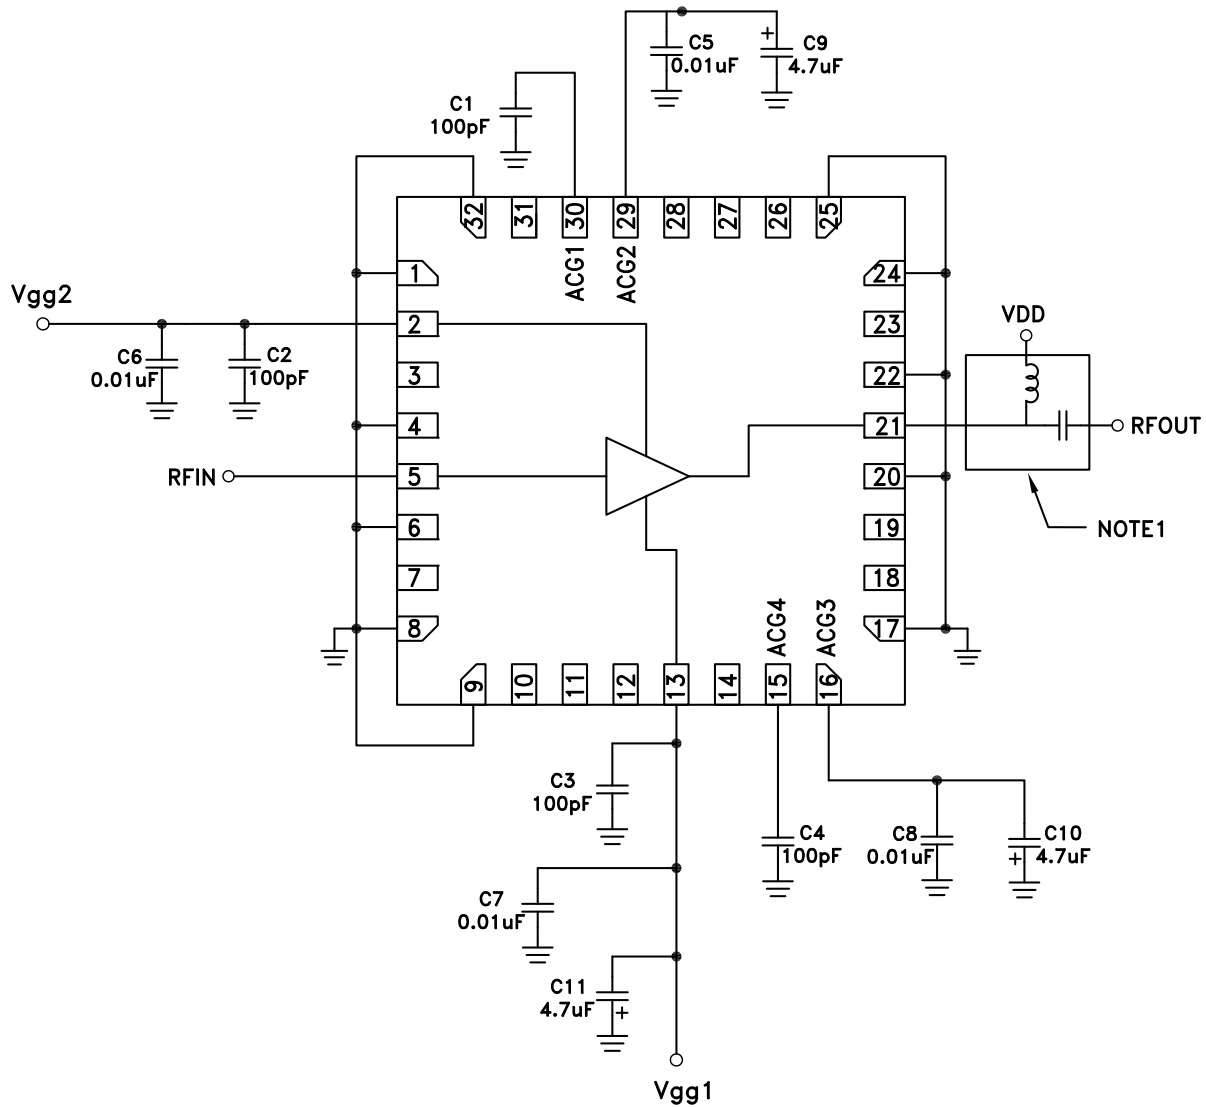 C5
0.01uF
+
C9
4.7uF
C1
100pF
32
31
30
29
28
27
26
25
ACG1
ACG2
1
2
3
4
5
6
7
8
24
23
22
21
20
19
18
17
Vgg2
C6
0.01uF
C2
100pF
VDD
RFOUT
RFIN
NOTE1
ACG4
ACG3
9
10
11
12
13
14
15
16
C3
100pF
C4
100pF
C8
0.01uF
C10
+
4.7uF
C7
0.01uF
C11
4.7uF
+
Vgg1